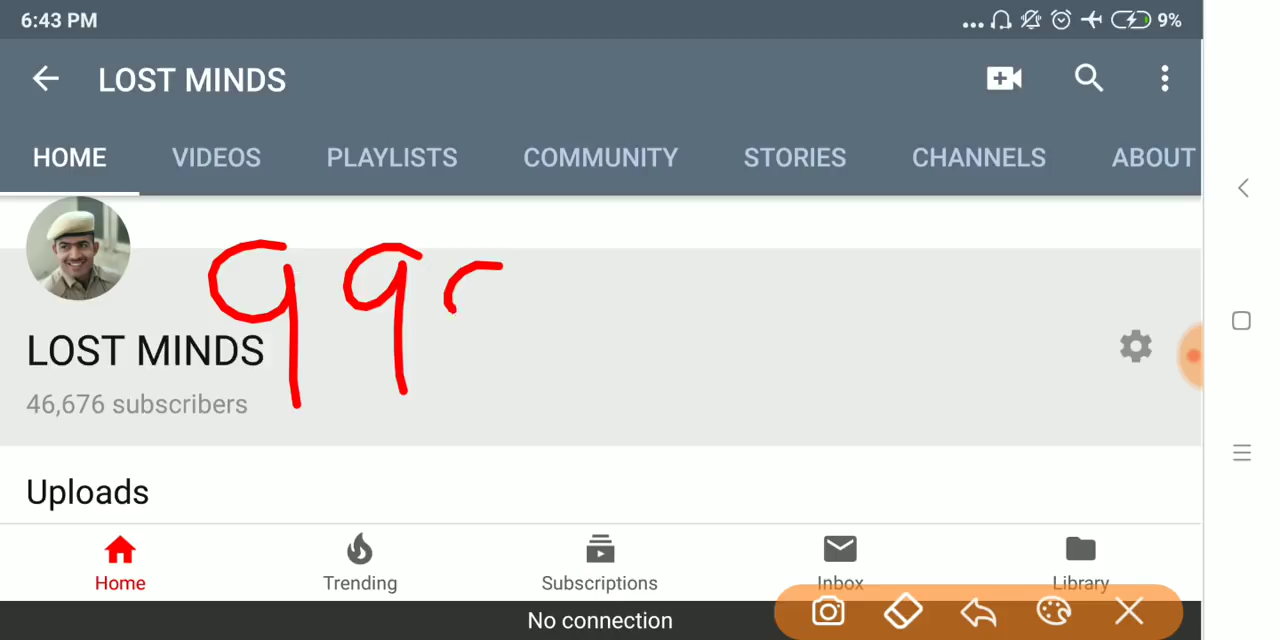 6:43 PM 9%
LOST MINDS
HOME VIDEOS PLAYLISTS COMMUNITY STORIES CHANNELS ABOUT
99
LOST MINDS
46,676 subscribers
Uploads
Home Trending Subscriptions Inbox Library
No connection